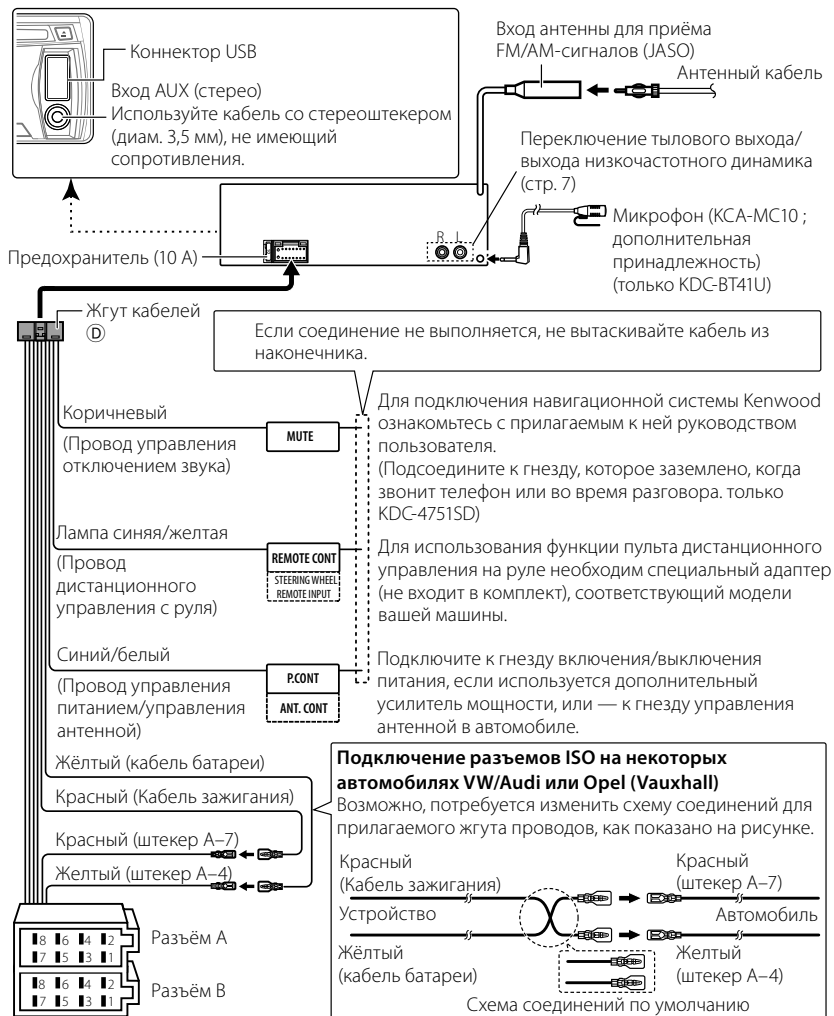 Коннектор USB
Вход AUX (стерео)
Используйте кабель со стереоштекером
(диам. 3,5 мм), не имеющий
сопротивления.
Вход антенны для приёма
FM/AM-сигналов (JASO)
Антенный кабель
Переключение тылового выхода/
выхода низкочастотного динамика
(стр. 7)
R L
Микрофон (KCA-MC10 ;
дополнительная
принадлежность)
(только KDC-BT41U)
Предохранитель (10 А)
Жгут кабелей
Ⓓ
Если соединение не выполняется, не вытаскивайте кабель из
наконечника.
Коричневый
(Провод управления
отключением звука)
MUTE
Для подключения навигационной системы Kenwood
ознакомьтесь с прилагаемым к ней руководством
пользователя.
(Подсоедините к гнезду, которое заземлено, когда
звонит телефон или во время разговора. только
KDC-4751SD)
Лампа синяя/желтая
(Провод
дистанционного
управления с руля)
REMOTE CONT
STEERING WHEEL
REMOTE INPUT
Для использования функции пульта дистанционного
управления на руле необходим специальный адаптер
(не входит в комплект), соответствующий модели
вашей машины.
Синий/белый
(Провод управления
питанием/управления
антенной)
P.CONT
ANT. CONT
Подключите к гнезду включения/выключения
питания, если используется дополнительный
усилитель мощности, или — к гнезду управления
антенной в автомобиле.
Жёлтый (кабель батареи)
Красный (Кабель зажигания)
Красный (штекер A–7)
Желтый (штекер A–4)
8 6 4 2
7 5 3 1
Разъём A
8 6 4 2
7 5 3 1
Разъём B
Подключение разъемов ISO на некоторых
автомобилях VW/Audi или Opel (Vauxhall)
Возможно, потребуется изменить схему соединений для
прилагаемого жгута проводов, как показано на рисунке.
Красный
(Кабель зажигания)
Красный
(штекер A–7)
Устройство
Автомобиль
Жёлтый
(кабель батареи)
Желтый
(штекер A–4)
Схема соединений по умолчанию